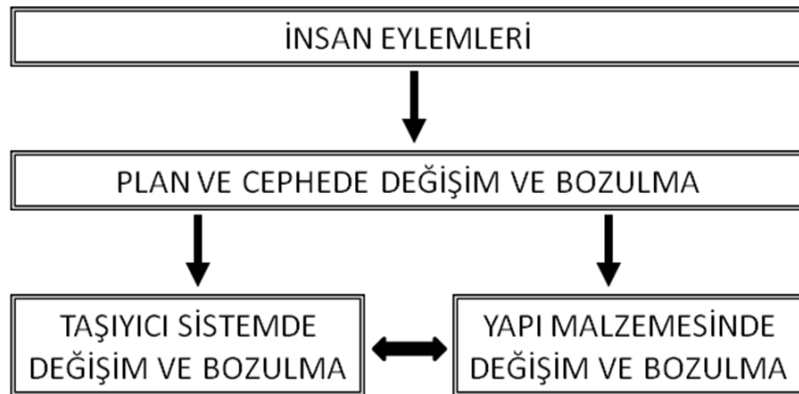 İNSAN EYLEMLERİ
PLAN VE CEPHEDE DEĞİŞİM VE BOZULMA
TAŞIYICI SİSTEMDE
DEĞİŞİM VE BOZULMA
YAPI MALZEMESİNDE
DEĞİŞİM VE BOZULMA